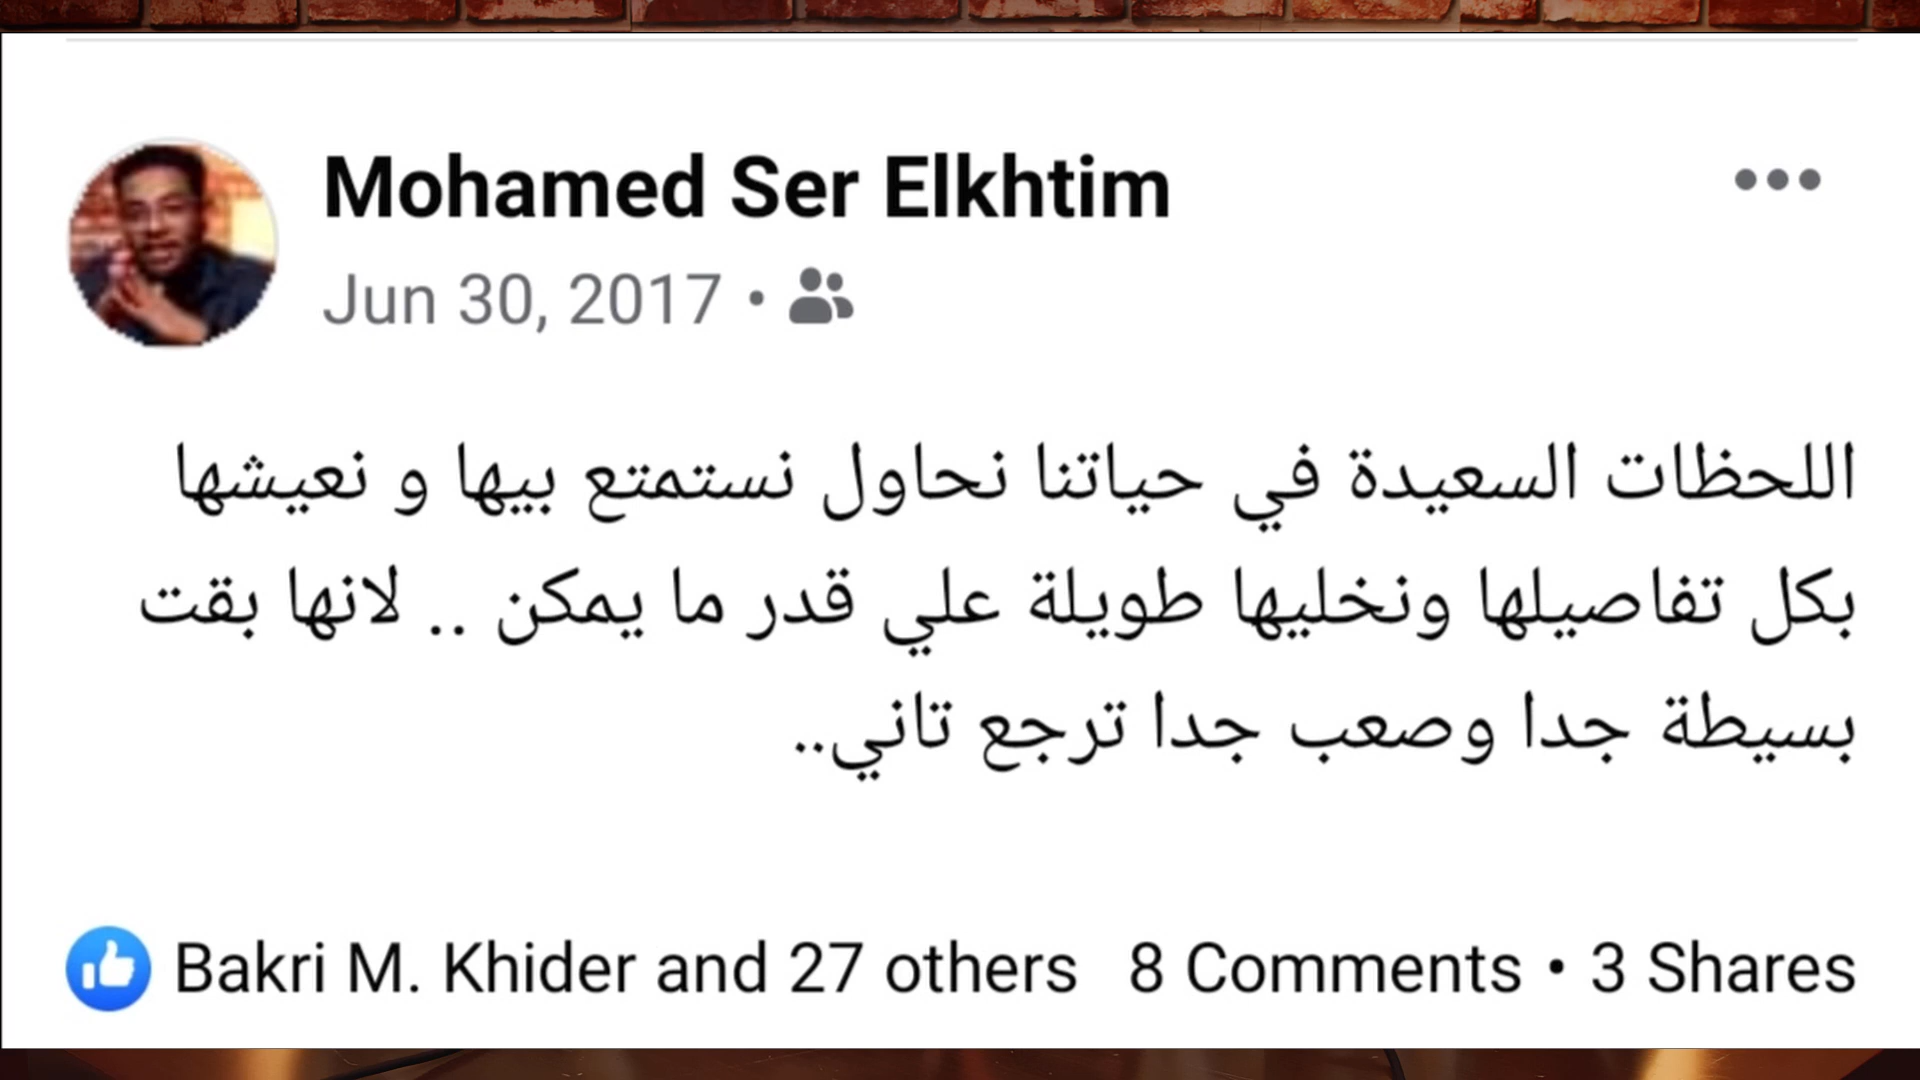 Mohamed Ser Elkhtim
Jun 30, 2017 •
اللحظات السعيدة في حياتنا نحاول نستمتع بيها و نعيشها
بكل تفاصيلها ونخليها طويلة علي قدر ما يمكن .. لانها بقت
بسيطة جدا وصعب جدا ترجع تاني..
Bakri M. Khider and 27 others 8 Comments • 3 Shares